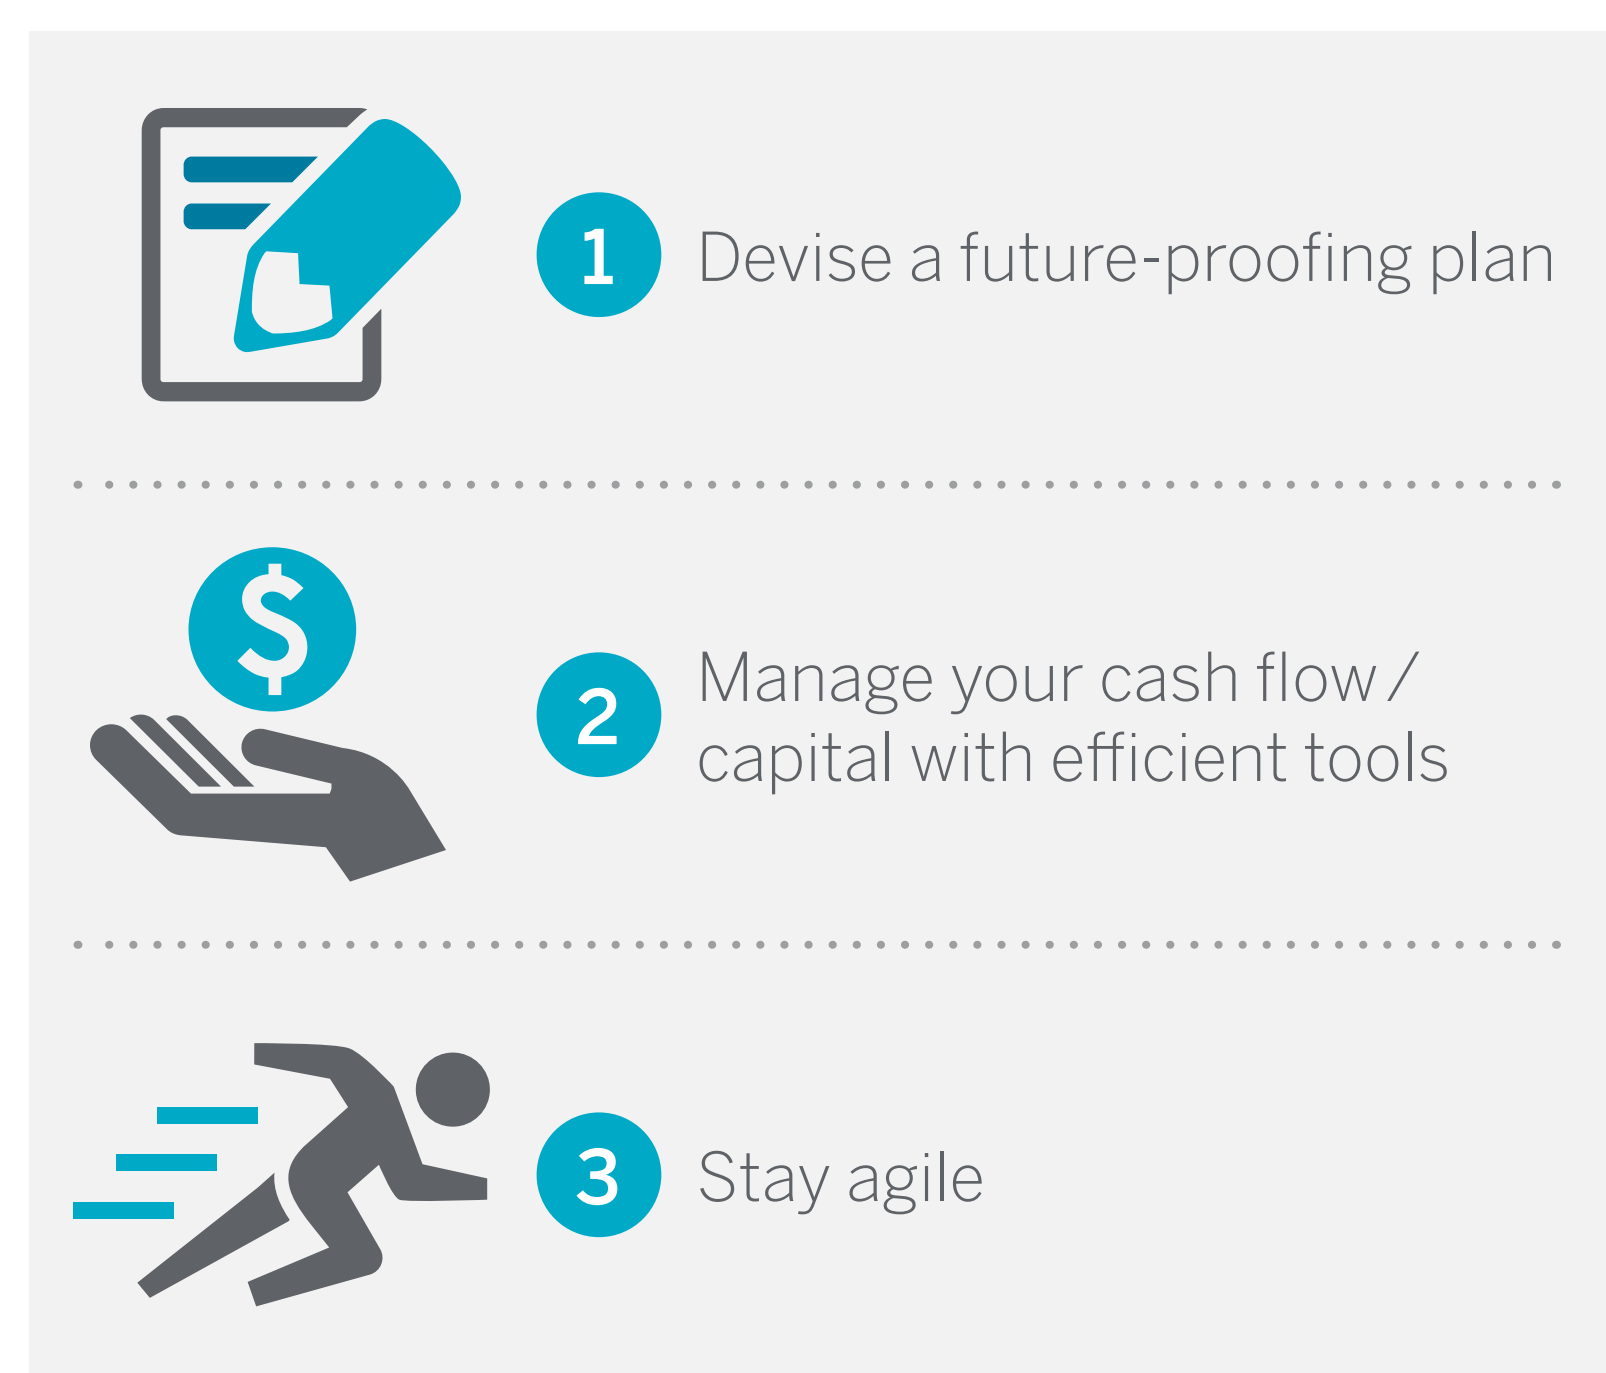 1 Devise a future-proofing plan
$
2 Manage your cash flow /
capital with efficient tools
3 Stay agile